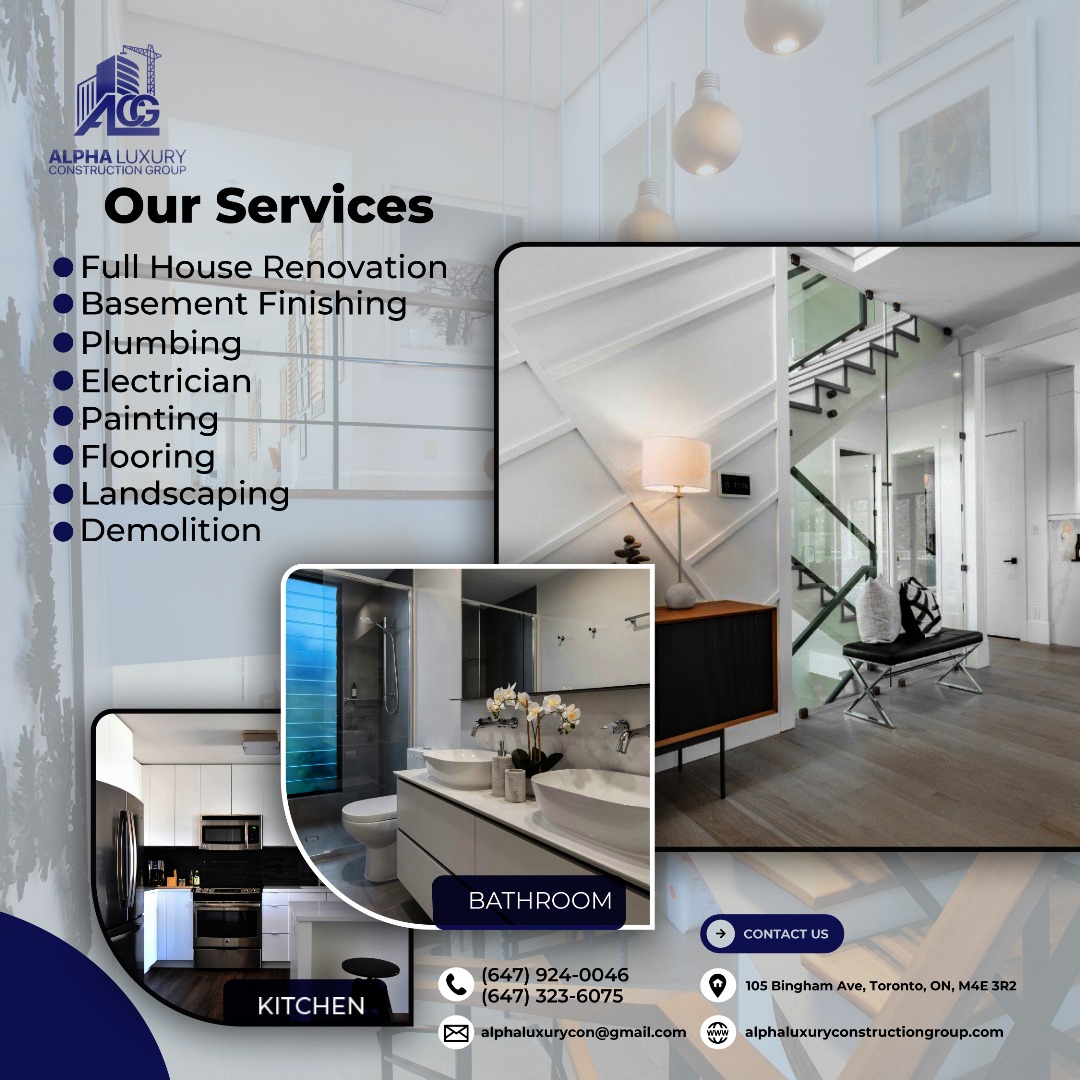 ACG
ALPHA LUXURY
CONSTRUCTION GROUP
Our Services
Full House Renovation
Basement Finishing
Plumbing
Electrician
Painting
Flooring
Landscaping
Demolition
BATHROOM
KITCHEN
CONTACT US
(647) 924-0046
(647) 323-6075
105 Bingham Ave, Toronto, ON, M4E 3R2
alphaluxurycon@gmail.com
WWW
alphaluxuryconstructiongroup.com